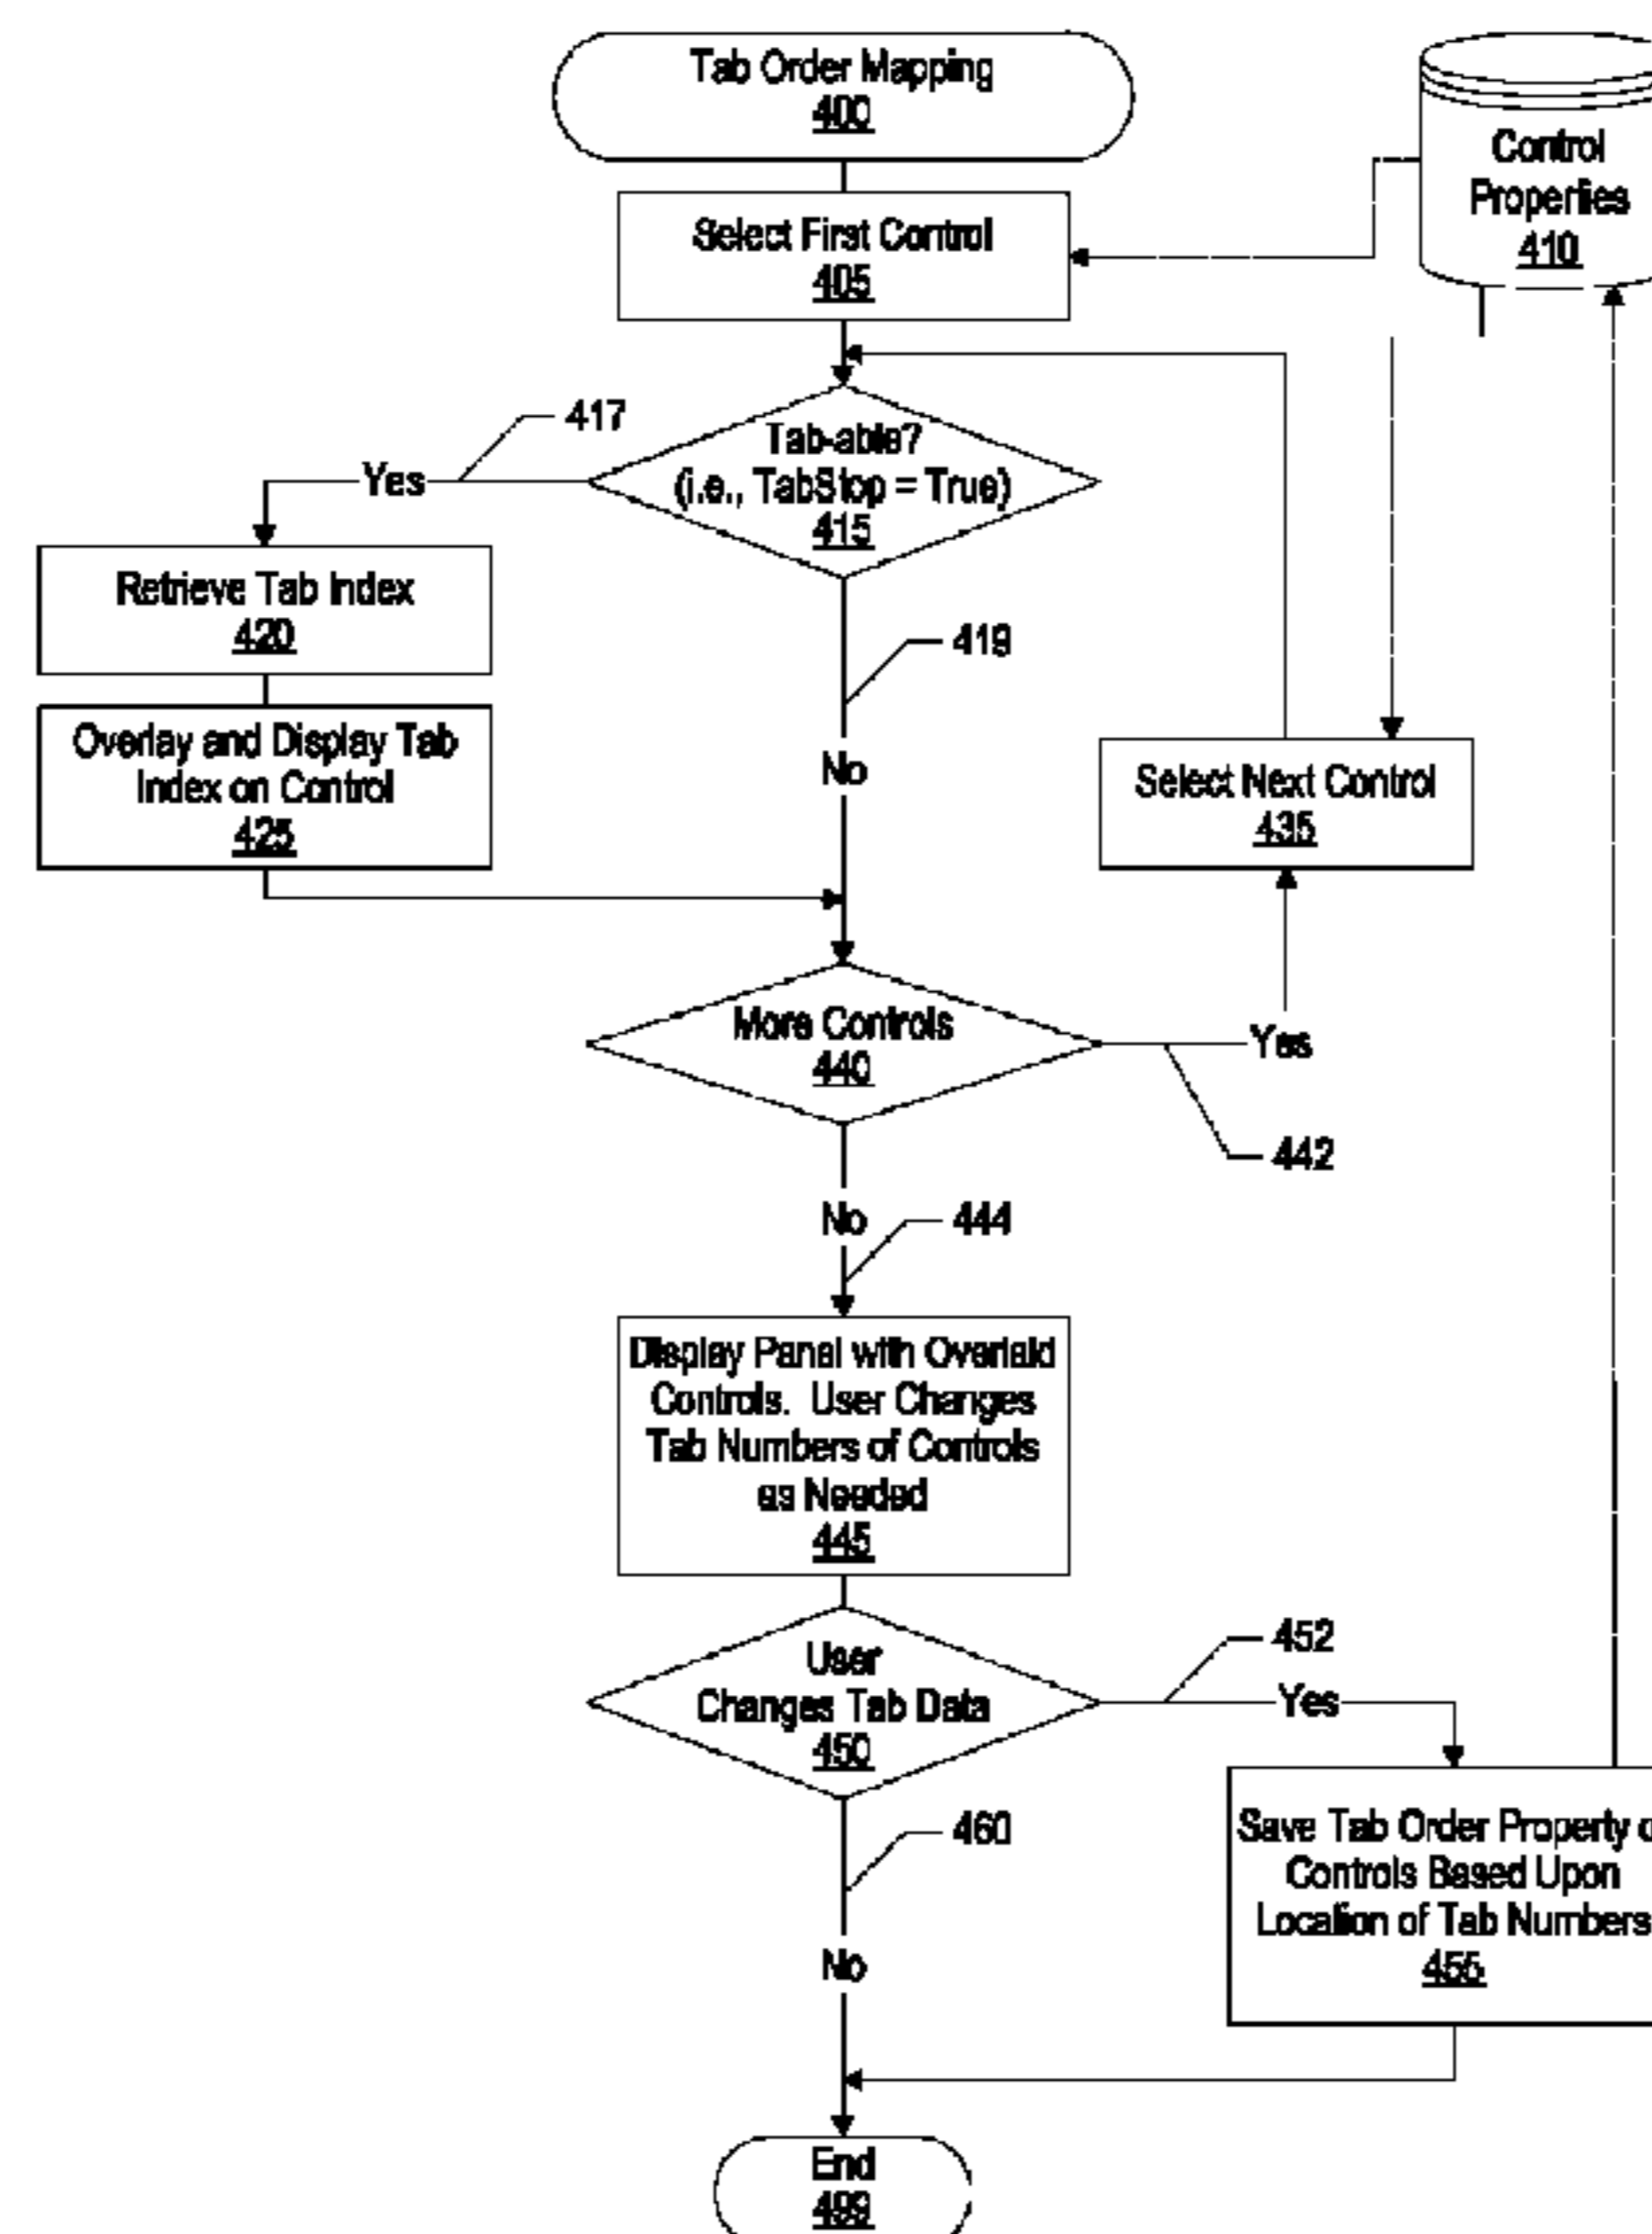 Tab Order Mapping
400
Control
Properties
410
Select First Control
405
417
Tab-able?
(i.e., TabStop = True)
415
Yes
Retrieve Tab Index
420
419
Overlay and Display Tab
Index on Control
425
No
Select Next Control
435
More Controls
440
Yes
442
No
444
Display Panel with Overlaid
Controls. User Changes
Tab Numbers of Controls
as Needed
445
User
Changes Tab Data
450
452
Yes
460
Save Tab Order Property
Controls Based Upon
Location of Tab Numbers
455
No
End
499